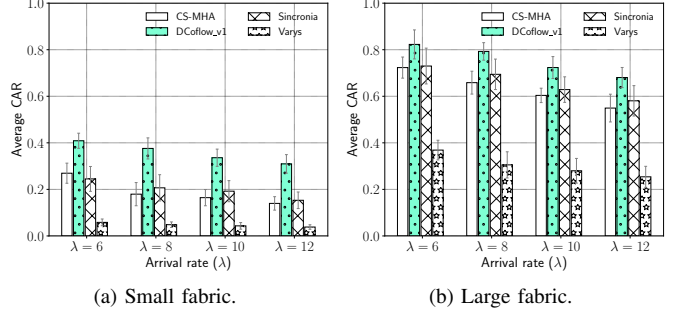 CS-MHA
DCoflow_v1
Sincronia
Varys
1.0
0.8
0.6
0.4
0.2
0.0
Average CAR
λ = 6
λ = 8
λ = 10
λ = 12
Arrival rate (λ)
(a) Small fabric.
CS-MHA
DCoflow_v1
Sincronia
Varys
1.0
0.8
0.6
0.4
0.2
0.0
Average CAR
λ = 6
λ = 8
λ = 10
λ = 12
Arrival rate (λ)
(b) Large fabric.